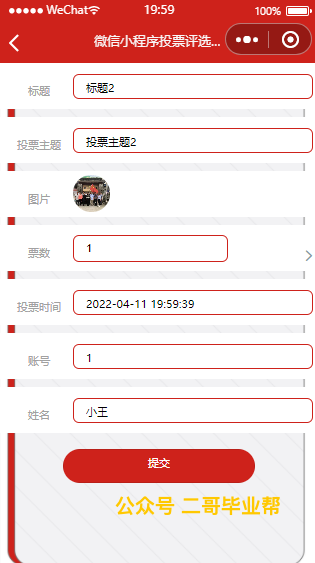 WeChat 19:59 100%
微信小程序投票评选...
标题 标题2
投票主题 投票主题2
图片
票数 1
投票时间 2022-04-11 19:59:39
账号 1
姓名 小王
提交
公众号 二哥毕业帮